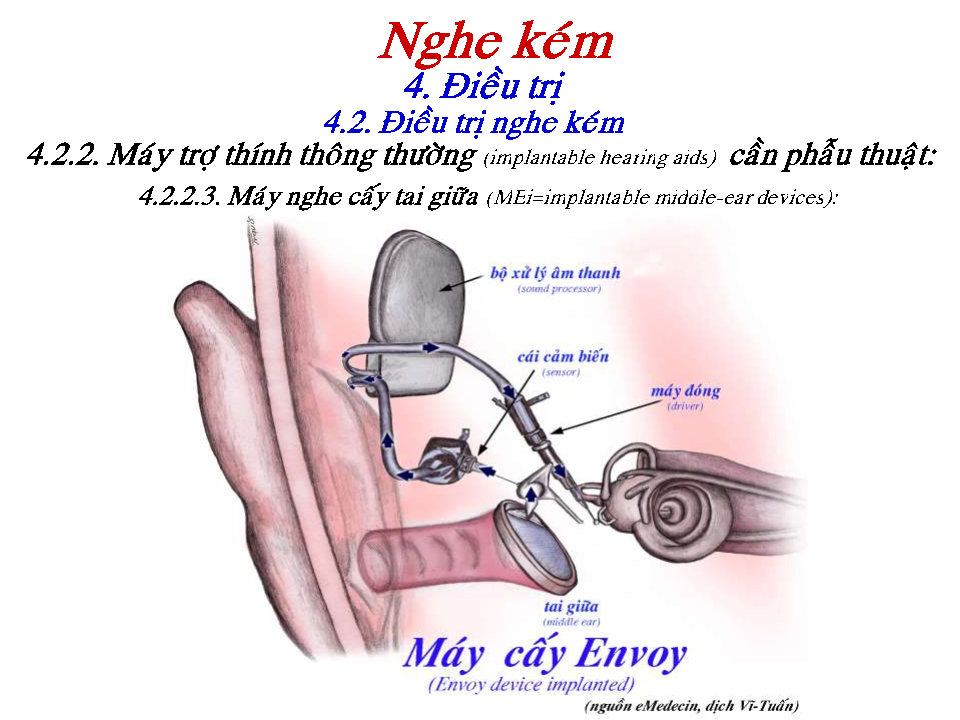 Nghe kém
4. Điều trị
4.2. Điều trị nghe kém
4.2.2. Máy trợ thính thông thường (implantable hearing aids) cần phẫu thuật:
4.2.2.3. Máy nghe cấy tai giữa (MEi=implantable middle-ear devices):
bộ xử lý âm thanh
(sound processor)
cái cảm biến
(sensor)
máy đóng
(driver)
tai giữa
(middle ear)
Máy cấy Envoy
(Envoy device implanted)
(nguồn eMedecin, dịch Vĩ-Tuấn)